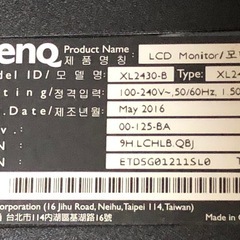 enQ Product Name: LCD Monitor/모
제 품 명 칭:
del ID/ 모 델 명 XL2430-B Type: XL24
ting/ 정격입력 100-240V~,50/60Hz, 1.50
te/ 제조년월 May 2016
00-125-BA
9H.LCHLB.QBJ
ETD5G01211SL0
Corporation (16 Jihu Road, Neihu, Taipei 114, Taiwan)
台北市114內湖區基湖路16號 Made in